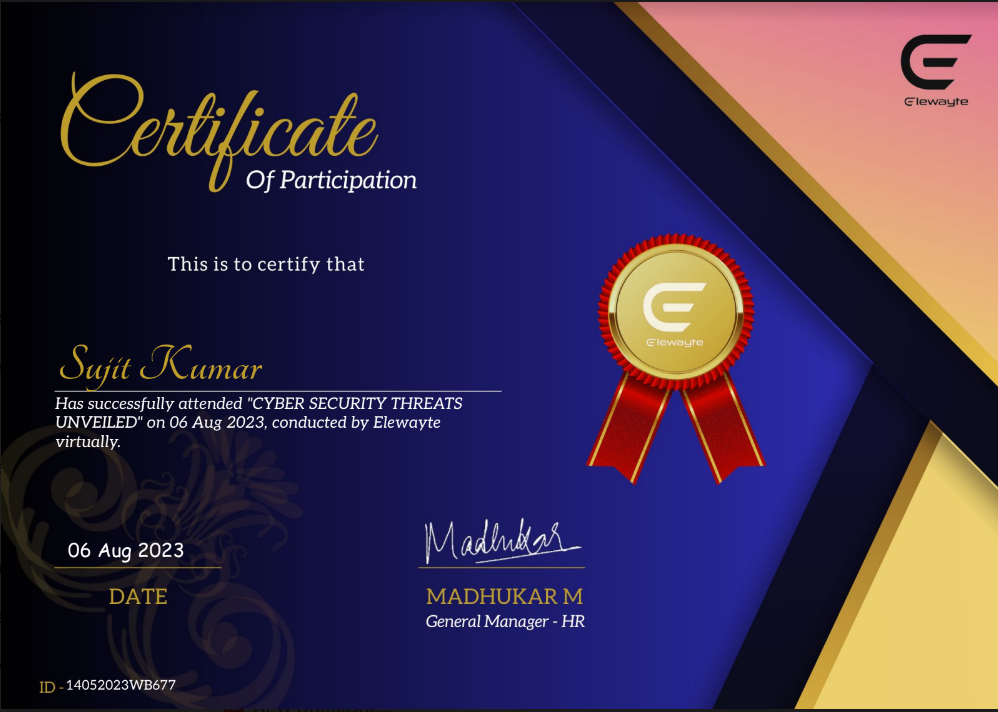 Elewayte
Certificate
Of Participation
This is to certify that
Elewayte
Sujit Kumar
Has successfully attended "CYBER SECURITY THREATS
UNVEILED" on 06 Aug 2023, conducted by Elewayte
virtually.
Madhukar
06 Aug 2023
DATE
MADHUKAR M
General Manager - HR
ID - 14052023WB677